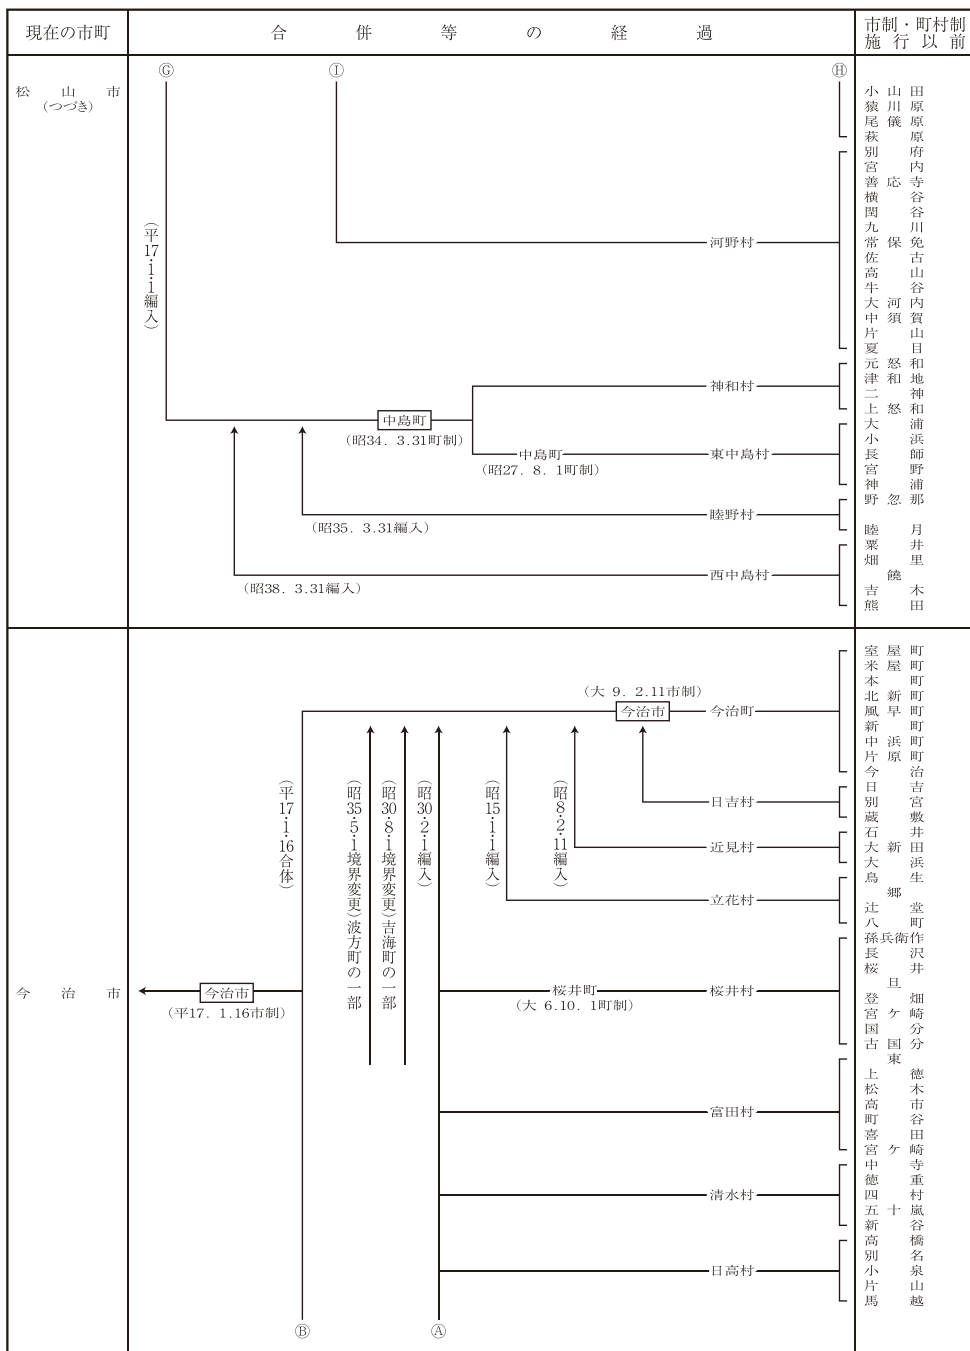 現在の市町
合併等の経過
市制・町村制
施行以前
Ⓖ
Ⓘ
Ⓗ
松山市
(つづき)
小山田
猿川原
尾儀原
萩原
別府
宮内
善応寺
横谷
閏谷
九川
常保免
佐古
高山
牛谷
大河内
中須賀
片山
夏目
河野村
(平17・1・1編入)
元怒和
津和地
二神
上怒和
神和村
中島町
(昭34. 3.31町制)
大浦
小浜
長師
宮野
神浦
中島町
(昭27. 8. 1町制)
東中島村
野忽那
睦月
睦野村
(昭35. 3.31編入)
粟井
畑里
饒
吉木
熊田
西中島村
(昭38. 3.31編入)
今治市
室屋町
米屋町
本町
北新町
風早町
新町
中浜町
片原町
今治
(大 9. 2.11市制)
今治市
今治町
日吉
別宮
蔵敷
日吉村
石井
大新田
大浜
近見村
鳥生
郷
辻堂
八町
立花村
(平17・1・16合体)
(昭35・5・1境界変更)波方町の一部
(昭30・8・1境界変更)吉海町の一部
(昭30・2・1編入)
(昭15・1・1編入)
(昭8・2・11編入)
孫兵衛作
長沢
桜井
旦
登畑
宮ケ崎
国分
古国分
今治市
(平17. 1.16市制)
桜井町
(大 6.10. 1町制)
桜井村
東
上徳
松木
高市
町谷
喜田
宮ケ崎
富田村
中寺
徳重
四村
五十嵐
新谷
清水村
高橋
別名
小泉
片山
馬越
日高村
Ⓑ
Ⓐ